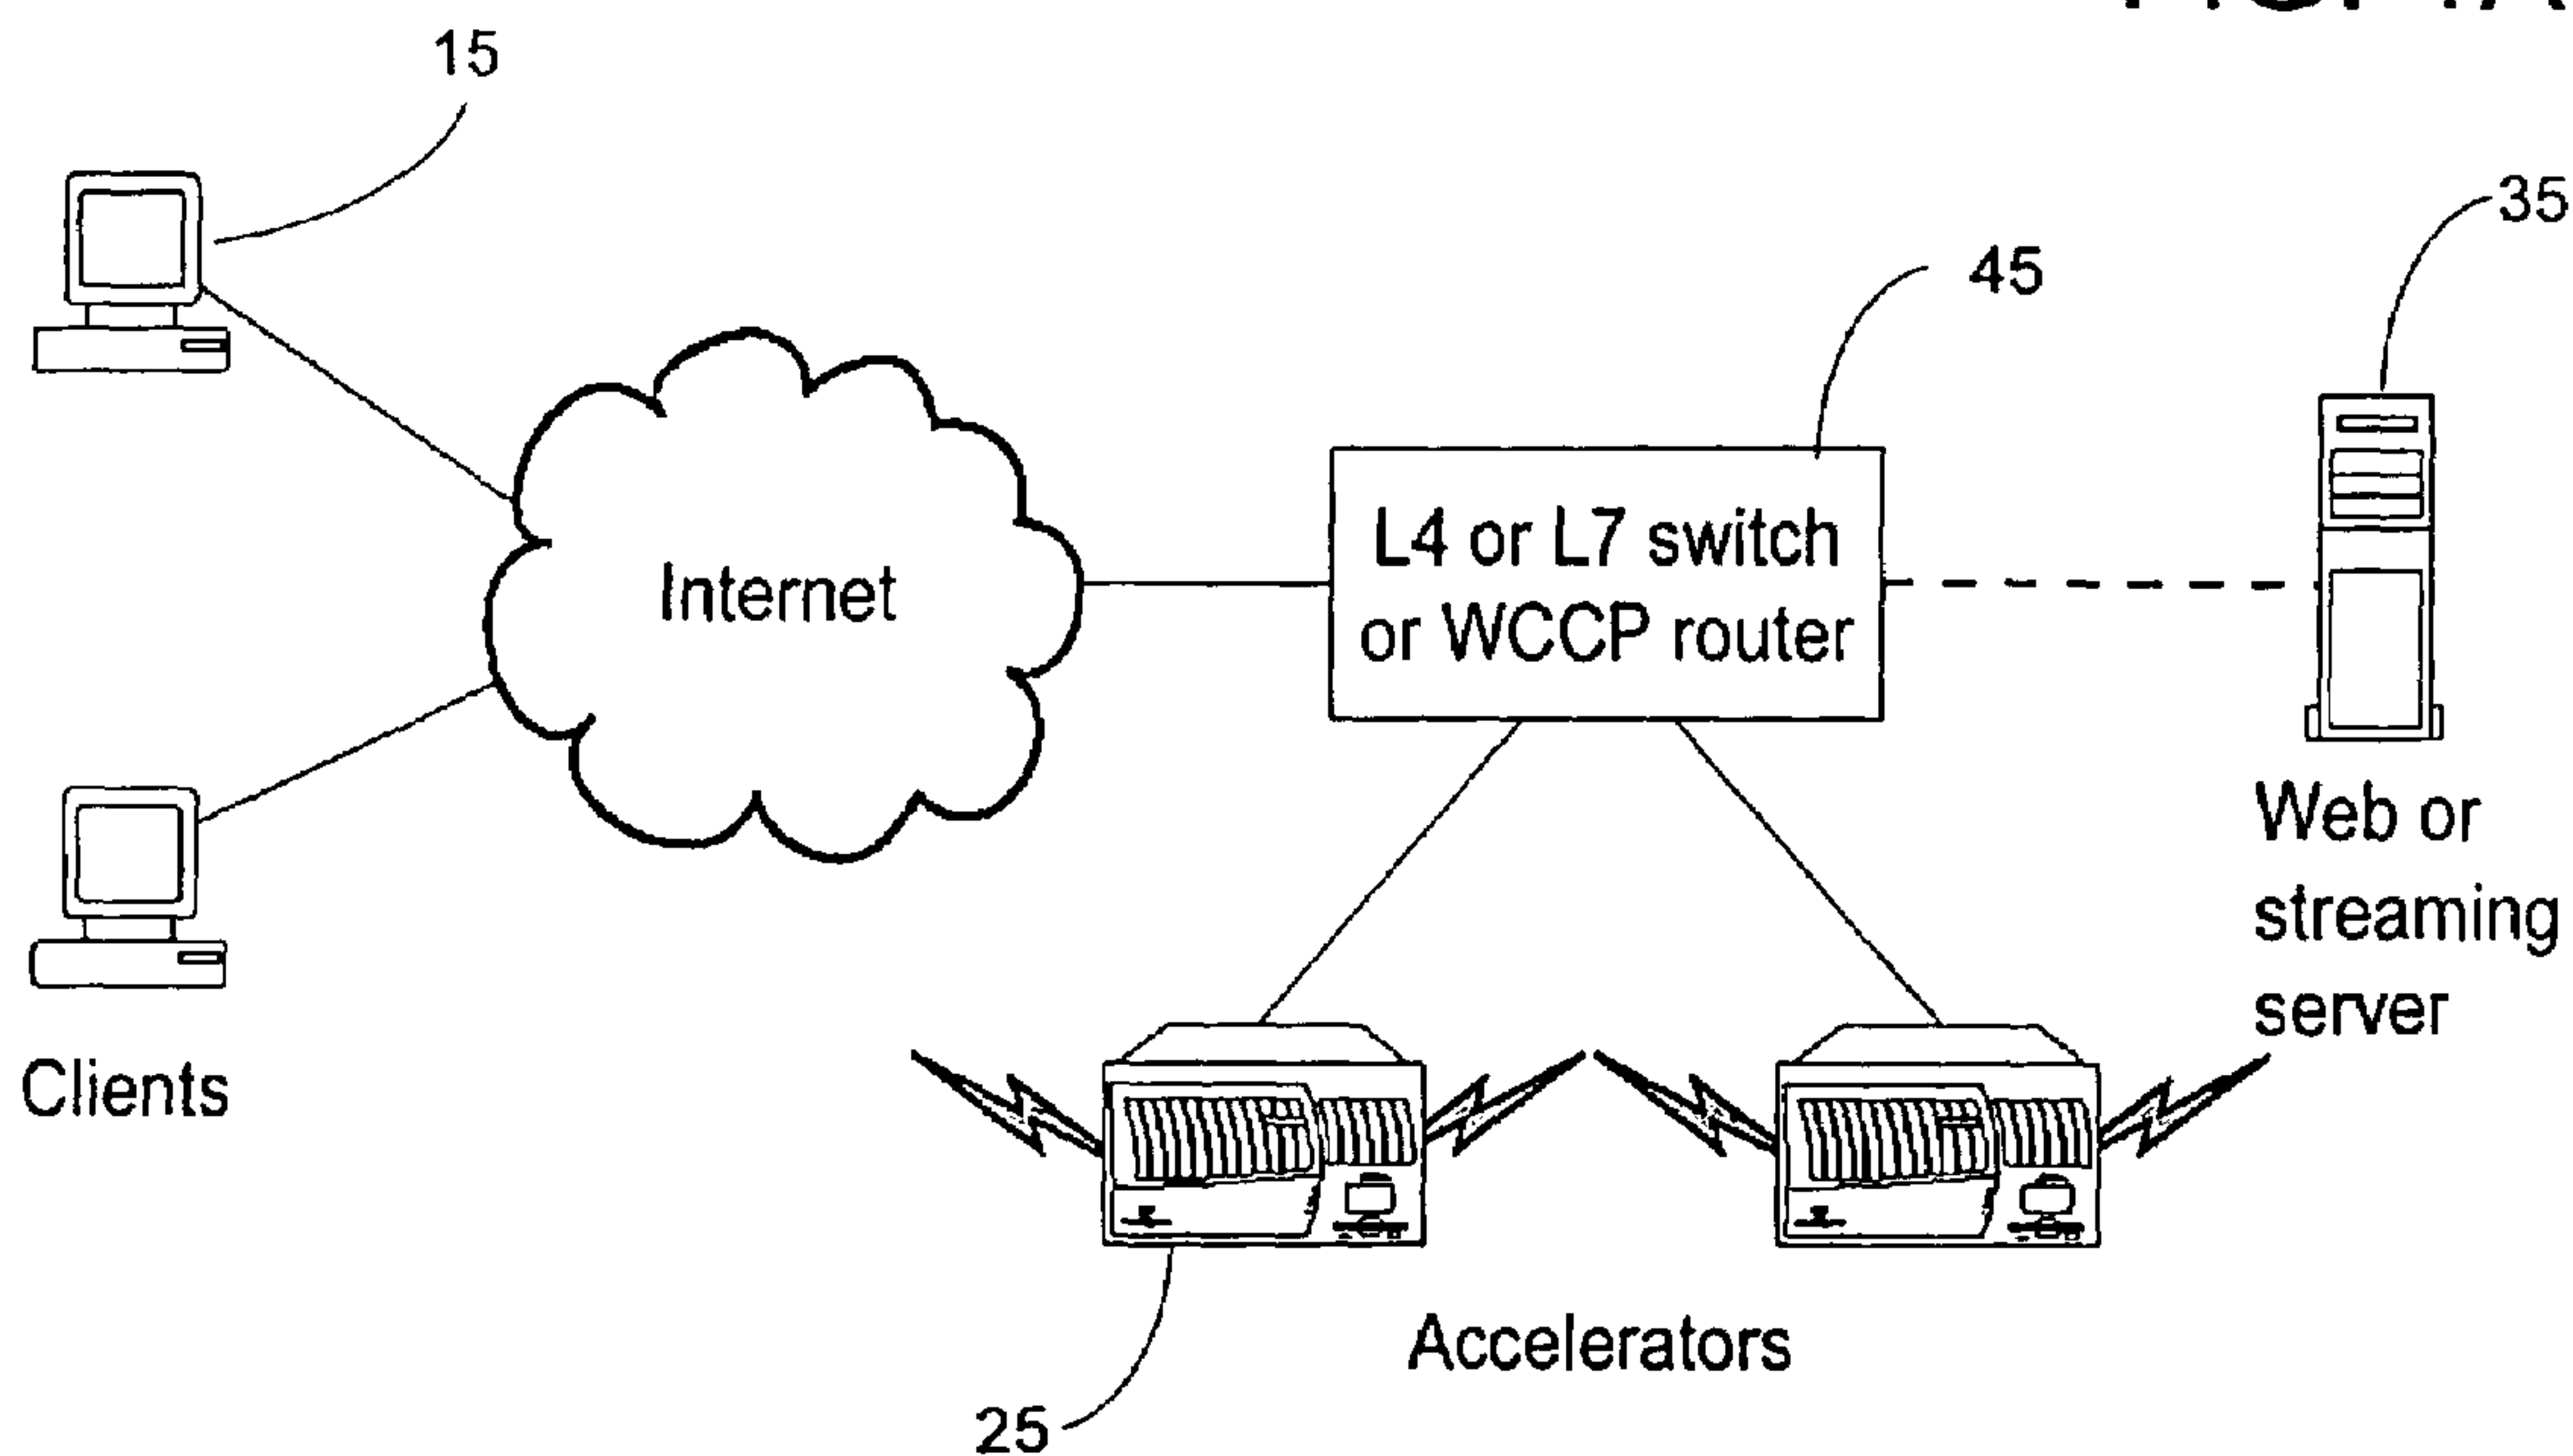 15
35
45
L4 or L7 switch
or WCCP router
Internet
Web or
streaming
server
Clients
Accelerators
25